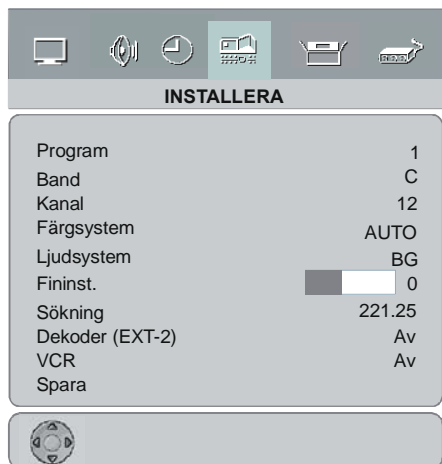 INSTALLERA
Program 1
Band C
Kanal 12
Färgsystem AUTO
Ljudsystem BG
Fininst. 0
Sökning 221.25
Dekoder (EXT-2) Av
VCR Av
Spara